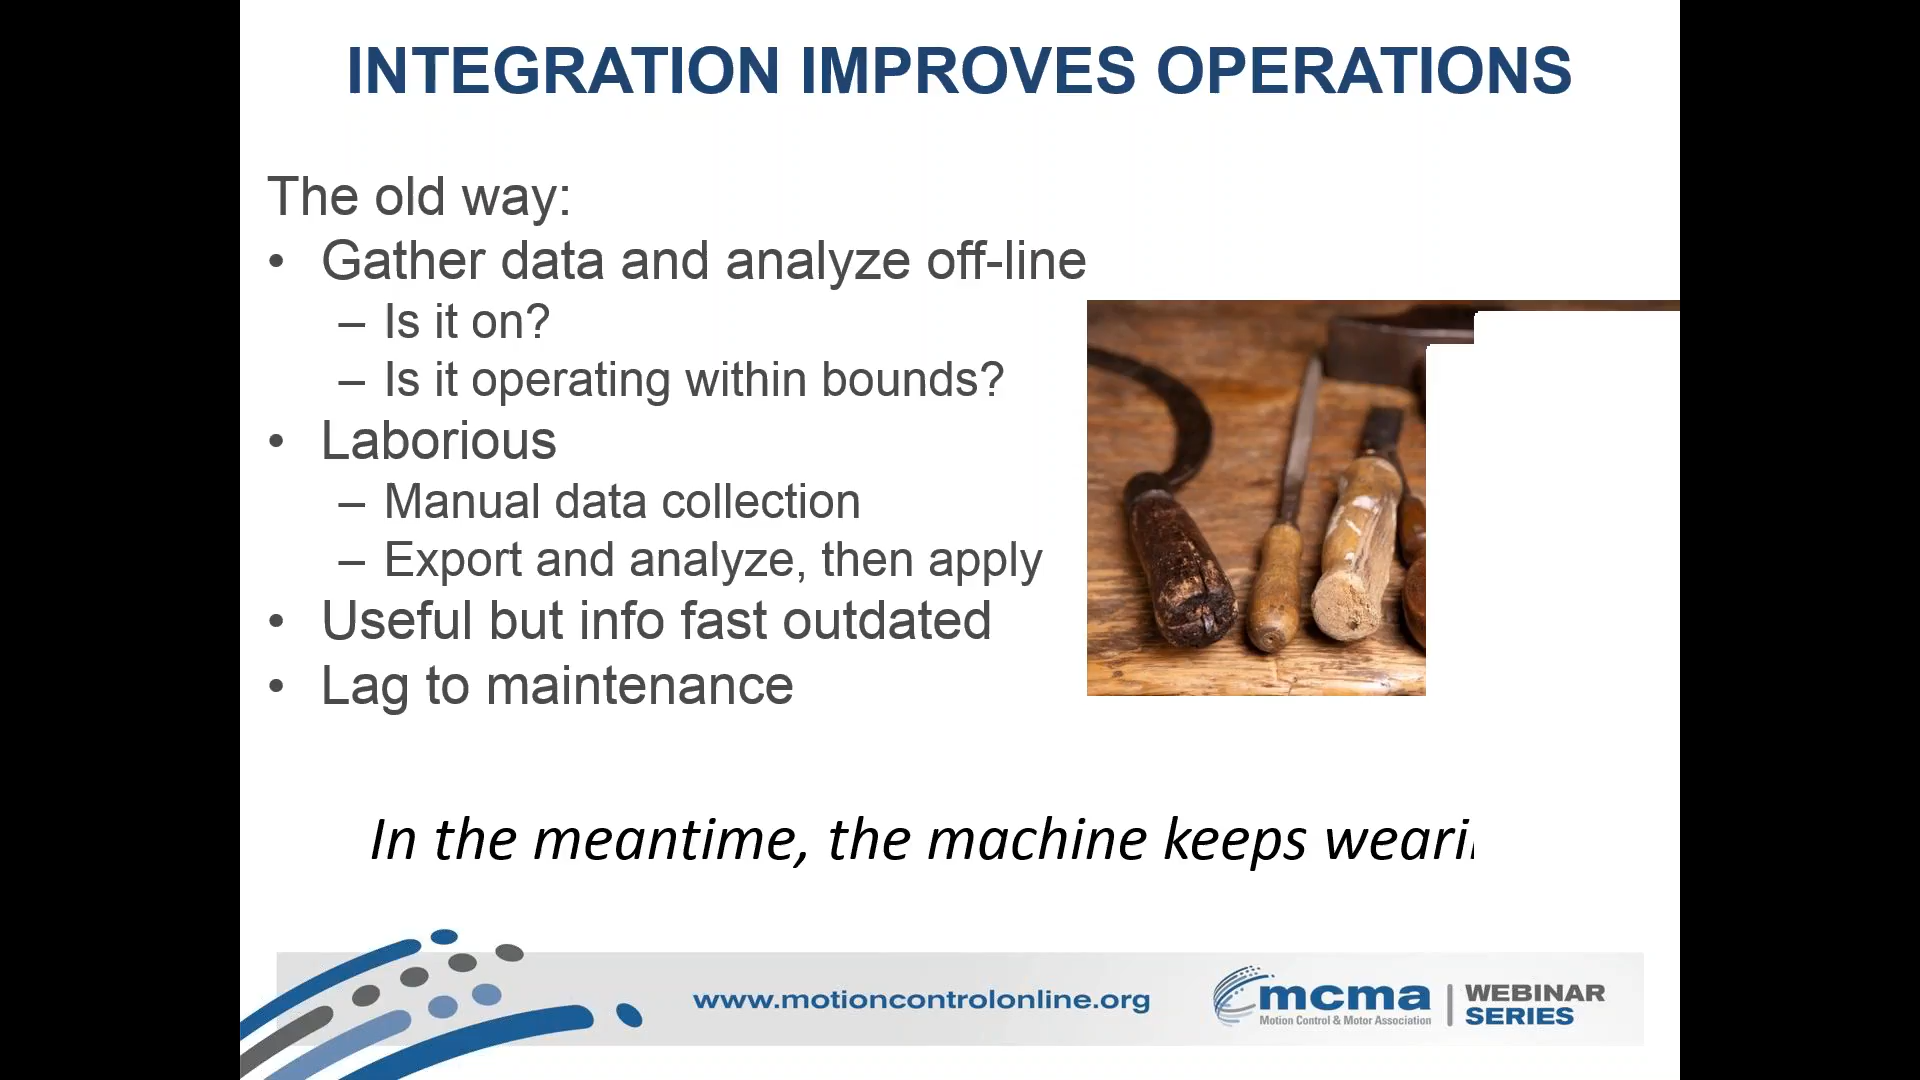 INTEGRATION IMPROVES OPERATIONS
The old way:
• Gather data and analyze off-line
– Is it on?
– Is it operating within bounds?
• Laborious
– Manual data collection
– Export and analyze, then apply
• Useful but info fast outdated
• Lag to maintenance
In the meantime, the machine keeps
www.motioncontrolonline.org
mcma
Motion Control & Motor Association
WEBINAR
SERIES